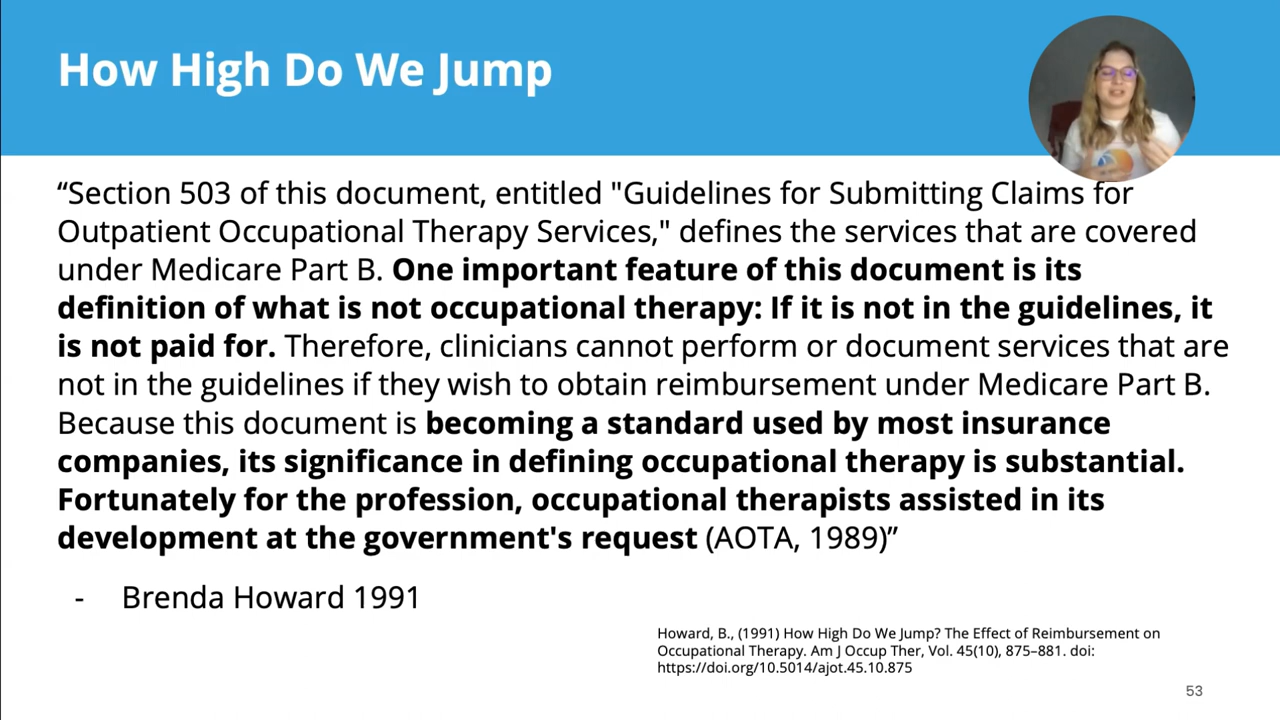 How High Do We Jump
“Section 503 of this document, entitled "Guidelines for Submitting Claims for
Outpatient Occupational Therapy Services," defines the services that are covered
under Medicare Part B. One important feature of this document is its
definition of what is not occupational therapy: If it is not in the guidelines, it
is not paid for. Therefore, clinicians cannot perform or document services that are
not in the guidelines if they wish to obtain reimbursement under Medicare Part B.
Because this document is becoming a standard used by most insurance
companies, its significance in defining occupational therapy is substantial.
Fortunately for the profession, occupational therapists assisted in its
development at the government's request (AOTA, 1989)”
- Brenda Howard 1991
Howard, B., (1991) How High Do We Jump? The Effect of Reimbursement on
Occupational Therapy. Am J Occup Ther, Vol. 45(10), 875–881. doi:
https://doi.org/10.5014/ajot.45.10.875
53